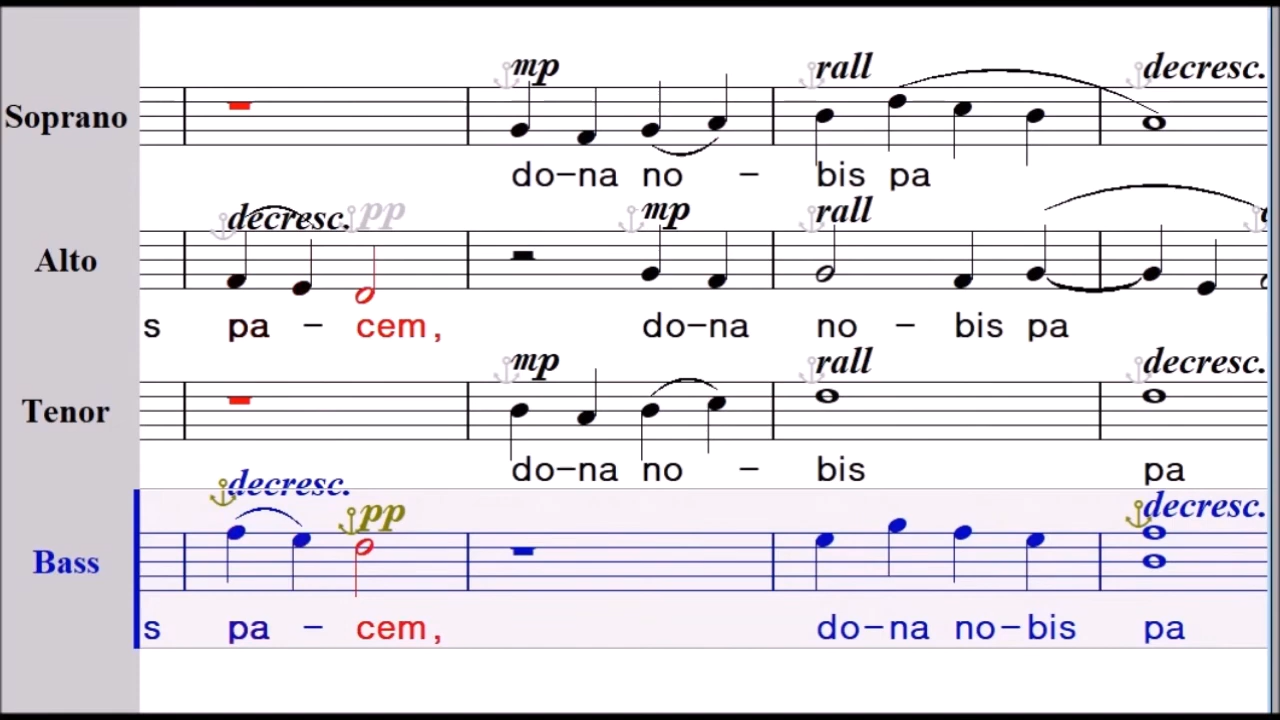 mp rall decresc.
Soprano
do-na no - bis pa
decresc. pp mp rall
Alto
s pa - cem, do-na no - bis pa
mp rall decresc.
Tenor
do-na no - bis pa
decresc.
pp decresc.
Bass
s pa - cem, do-na no-bis pa